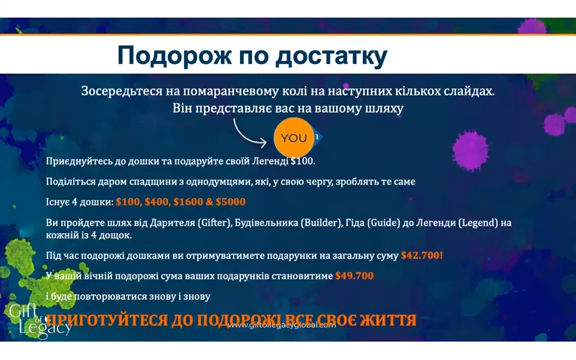 Подорож по достатку
Зосередьтеся на помаранчевому колі на наступних кількох слайдах.
Він представляє вас на вашому шляху
YOU
1
Приєднуйтесь до дошки та подаруйте своїй Легенді $100.
Поділіться даром спадщини з однодумцями, які, у свою чергу, зроблять те саме
Існує 4 дошки: $100, $400, $1600 & $5000
Ви пройдете шлях від Дарителя (Gifter), Будівельника (Builder), Гіда (Guide) до Легенди (Legend) на
кожній із 4 дощок.
Під час подорожі дошками ви отримуватимете подарунки на загальну суму $42.700!
У вашій вічній подорожі сума ваших подарунків становитиме $49.700
і буде повторюватися знову і знову
ПРИГОТУЙТЕСЯ ДО ПОДОРОЖІ ВСЕ СВОЄ ЖИТТЯ
www.giftoflegacyglobal.com
Gift
of
Legacy